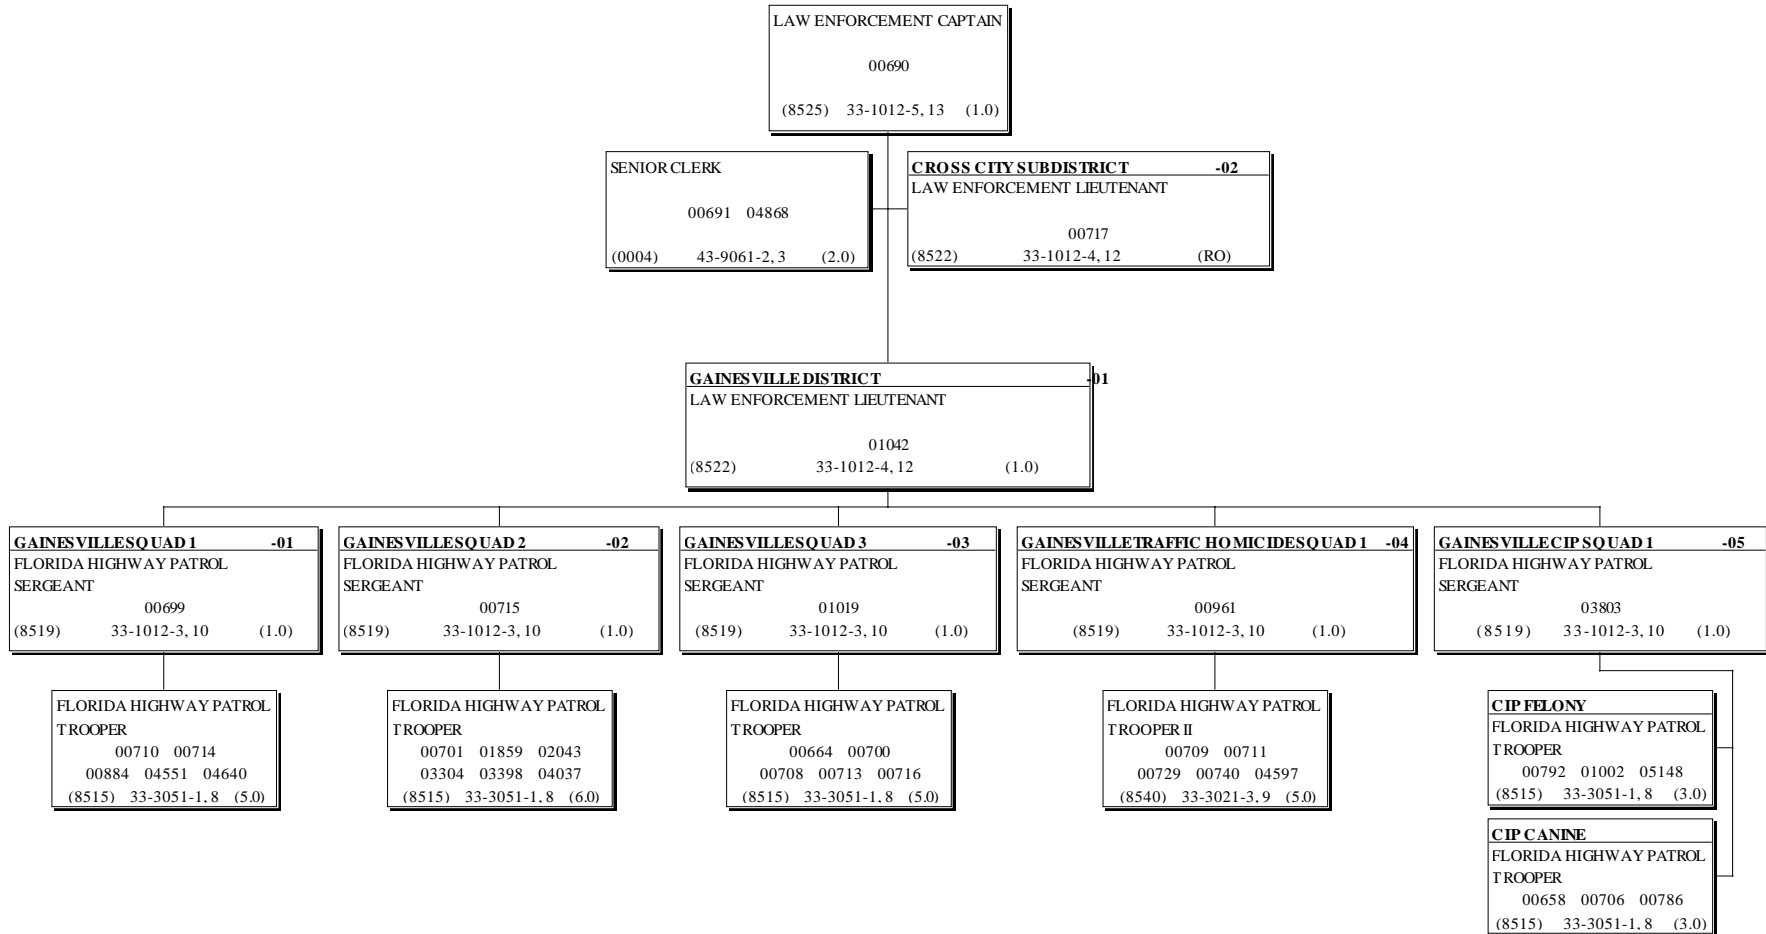 LAW ENFORCEMENT CAPTAIN
00690
(8525) 33-1012-5, 13 (1.0)
SENIOR CLERK
00691 04868
(0004) 43-9061-2, 3 (2.0)
CROSS CITY SUBDISTRICT -02
LAW ENFORCEMENT LIEUTENANT
00717
(8522) 33-1012-4, 12 (RO)
GAINESVILLE DISTRICT -01
LAW ENFORCEMENT LIEUTENANT
01042
(8522) 33-1012-4, 12 (1.0)
GAINESVILLE SQUAD 1 -01
FLORIDA HIGHWAY PATROL
SERGEANT
00699
(8519) 33-1012-3, 10 (1.0)
GAINESVILLE SQUAD 2 -02
FLORIDA HIGHWAY PATROL
SERGEANT
00715
(8519) 33-1012-3, 10 (1.0)
GAINESVILLE SQUAD 3 -03
FLORIDA HIGHWAY PATROL
SERGEANT
01019
(8519) 33-1012-3, 10 (1.0)
GAINESVILLE TRAFFIC HOMICIDE SQUAD 1 -04
FLORIDA HIGHWAY PATROL
SERGEANT
00961
(8519) 33-1012-3, 10 (1.0)
GAINESVILLE CIP SQUAD 1 -05
FLORIDA HIGHWAY PATROL
SERGEANT
03803
(8519) 33-1012-3, 10 (1.0)
FLORIDA HIGHWAY PATROL
TROOPER
00710 00714
00884 04551 04640
(8515) 33-3051-1, 8 (5.0)
FLORIDA HIGHWAY PATROL
TROOPER
00701 01859 02043
03304 03398 04037
(8515) 33-3051-1, 8 (6.0)
FLORIDA HIGHWAY PATROL
TROOPER
00664 00700
00708 00713 00716
(8515) 33-3051-1, 8 (5.0)
FLORIDA HIGHWAY PATROL
TROOPER II
00709 00711
00729 00740 04597
(8540) 33-3021-3, 9 (5.0)
CIP FELONY
FLORIDA HIGHWAY PATROL
TROOPER
00792 01002 05148
(8515) 33-3051-1, 8 (3.0)
CIP CANINE
FLORIDA HIGHWAY PATROL
TROOPER
00658 00706 00786
(8515) 33-3051-1, 8 (3.0)